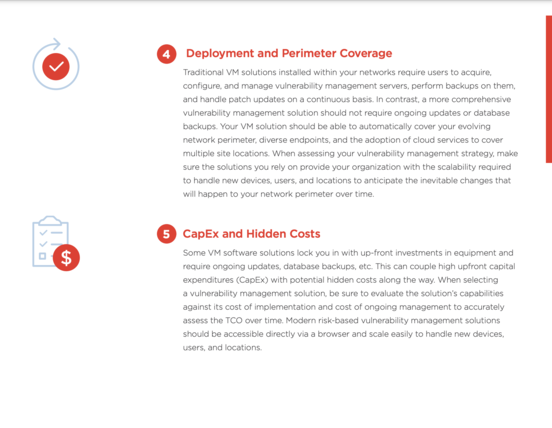 4 Deployment and Perimeter Coverage
Traditional VM solutions installed within your networks require users to acquire,
configure, and manage vulnerability management servers, perform backups on them,
and handle patch updates on a continuous basis. In contrast, a more comprehensive
vulnerability management solution should not require ongoing updates or database
backups. Your VM solution should be able to automatically cover your evolving
network perimeter, diverse endpoints, and the adoption of cloud services to cover
multiple site locations. When assessing your vulnerability management strategy, make
sure the solutions you rely on provide your organization with the scalability required
to handle new devices, users, and locations to anticipate the inevitable changes that
will happen to your network perimeter over time.
5 CapEx and Hidden Costs
Some VM software solutions lock you in with up-front investments in equipment and
require ongoing updates, database backups, etc. This can couple high upfront capital
expenditures (CapEx) with potential hidden costs along the way. When selecting
a vulnerability management solution, be sure to evaluate the solution's capabilities
against its cost of implementation and cost of ongoing management to accurately
assess the TCO over time. Modern risk-based vulnerability management solutions
should be accessible directly via a browser and scale easily to handle new devices,
users, and locations.
$